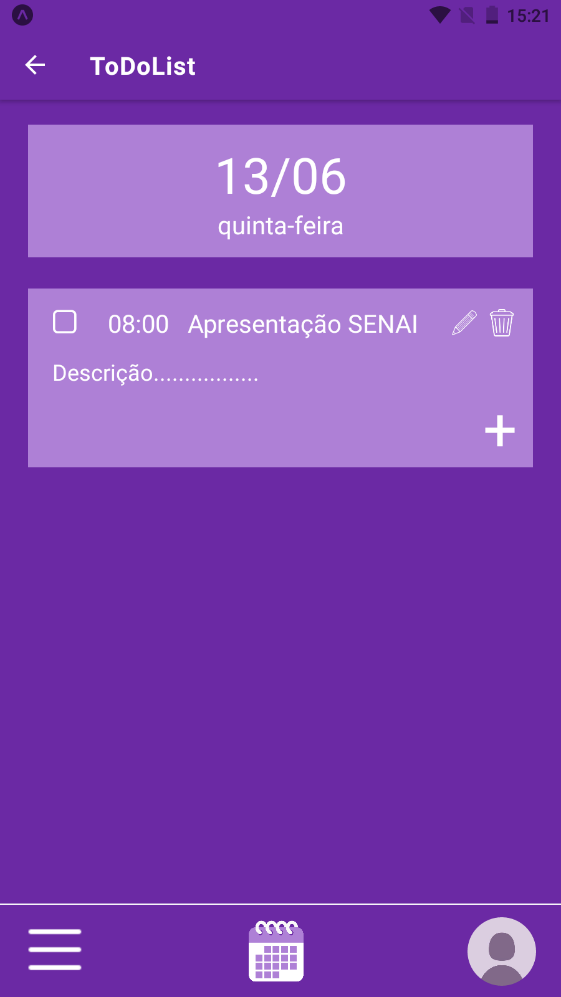 15:21
ToDoList
13/06
quinta-feira
08:00 Apresentação SENAI
Descrição.................